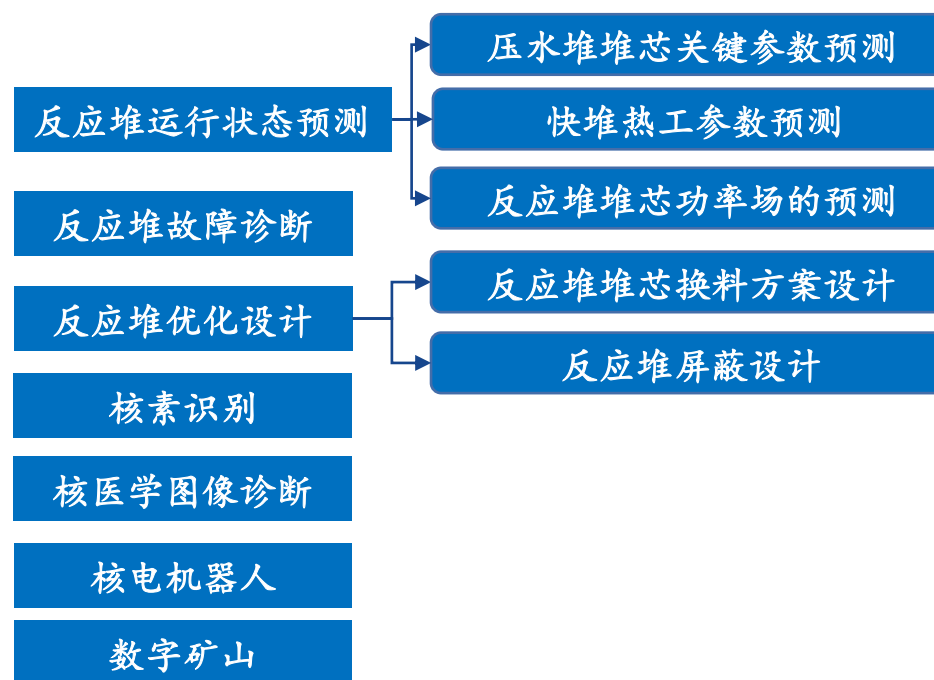 反应堆运行状态预测
压水堆堆芯关键参数预测
快堆热工参数预测
反应堆堆芯功率场的预测
反应堆故障诊断
反应堆优化设计
反应堆堆芯换料方案设计
反应堆屏蔽设计
核素识别
核医学图像诊断
核电机器人
数字矿山